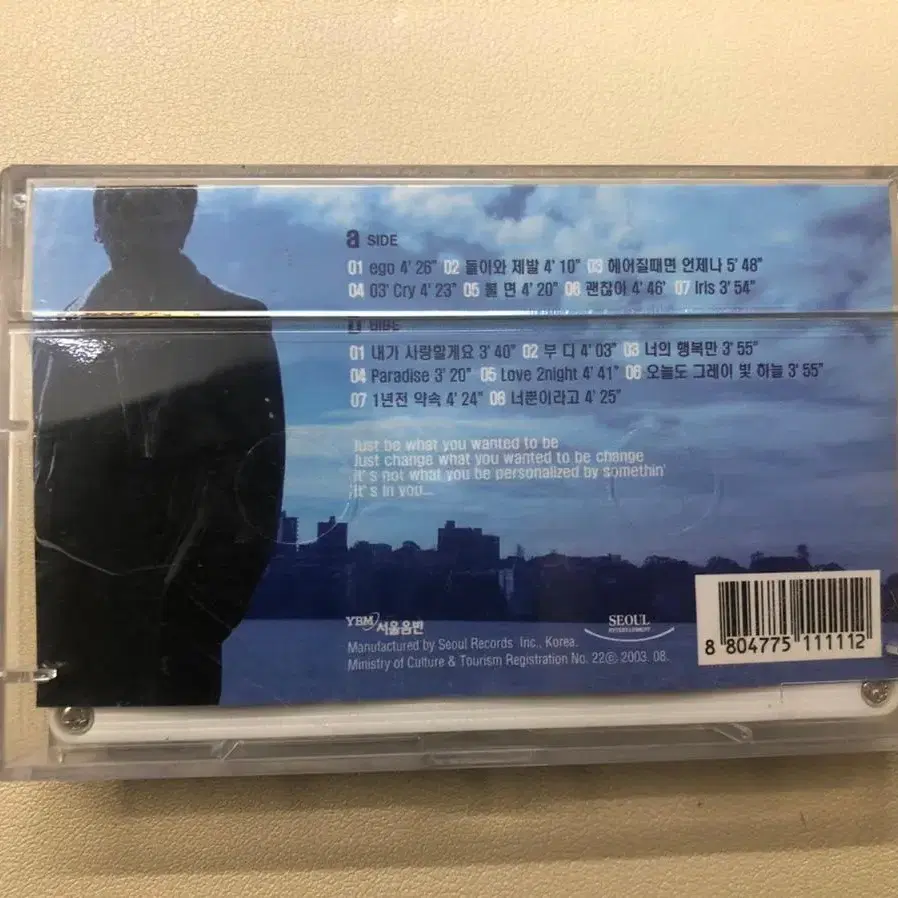 a SIDE
01 ego 4' 26" 02 돌이와 제발 4' 10" 03 헤어질때면 언제나 5' 48"
04 03' Cry 4' 23" 05 불 면 4' 20" 06 괜찮아 4' 46' 07 Iris 3' 54"
SIDE
01 내가 사랑할게요 3' 40" 02 부 디 4' 03" 03 너의 행복만 3' 55"
04 Paradise 3' 20" 05 Love 2night 4' 41" 06 오늘도 그레이 빛 하늘 3' 55"
07 1년전 약속 4' 24" 08 너뿐이라고 4' 25"
Just be what you wanted to be
Just change what you wanted to be change
It's not what you be personalized by somethin'
It's in you...
YBM 서울음반
SEOUL
ENTERTAINMENT
Manufactured by Seoul Records Inc., Korea.
Ministry of Culture & Tourism Registration No. 22 ⓒ 2003. 08.
8 804775 111112